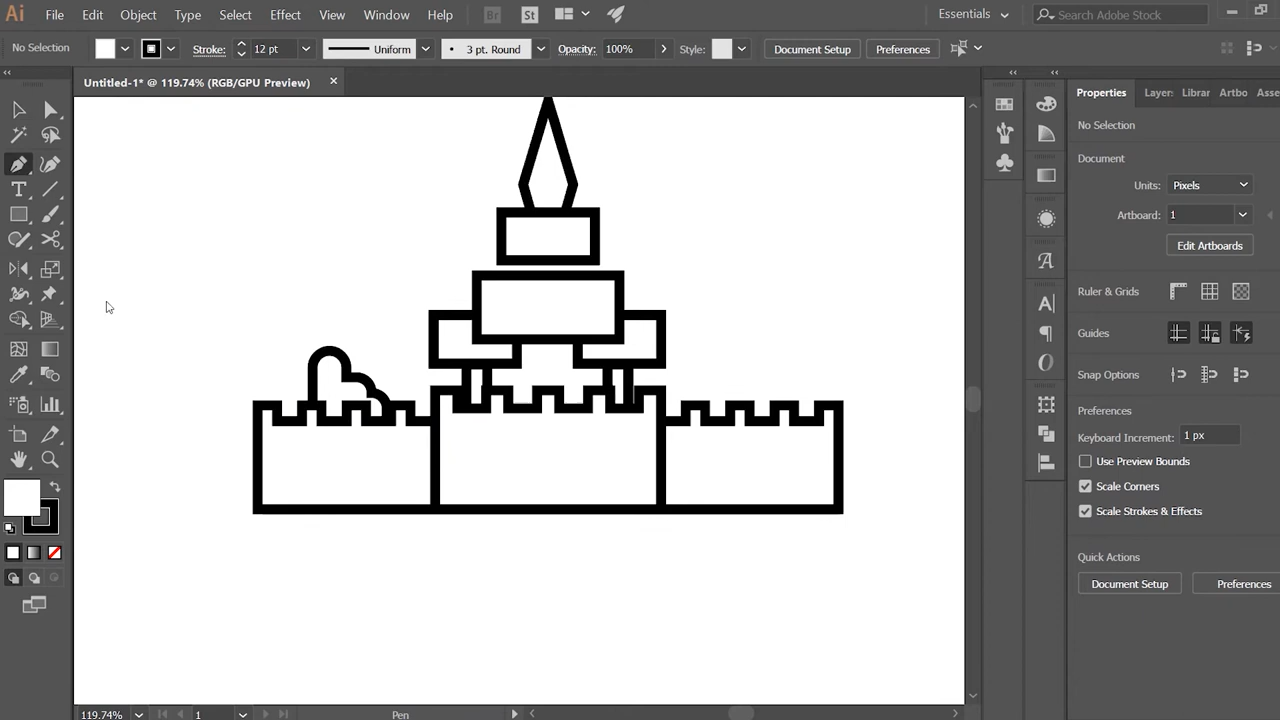 Ai File Edit Object Type Select Effect View Window Help Br St Essentials Search Adobe Stock
No Selection Stroke: 12 pt Uniform 3 pt. Round Opacity: 100% Style: Document Setup Preferences
Untitled-1* @ 119.74% (RGB/GPU Preview)
Properties Layers Librar Artbo Asse
No Selection
Document
Units: Pixels
Artboard: 1
Edit Artboards
Ruler & Grids
Guides
Snap Options
Preferences
Keyboard Increment: 1 px
Use Preview Bounds
Scale Corners
Scale Strokes & Effects
Quick Actions
Document Setup Preferences
119.74% 1 Pen